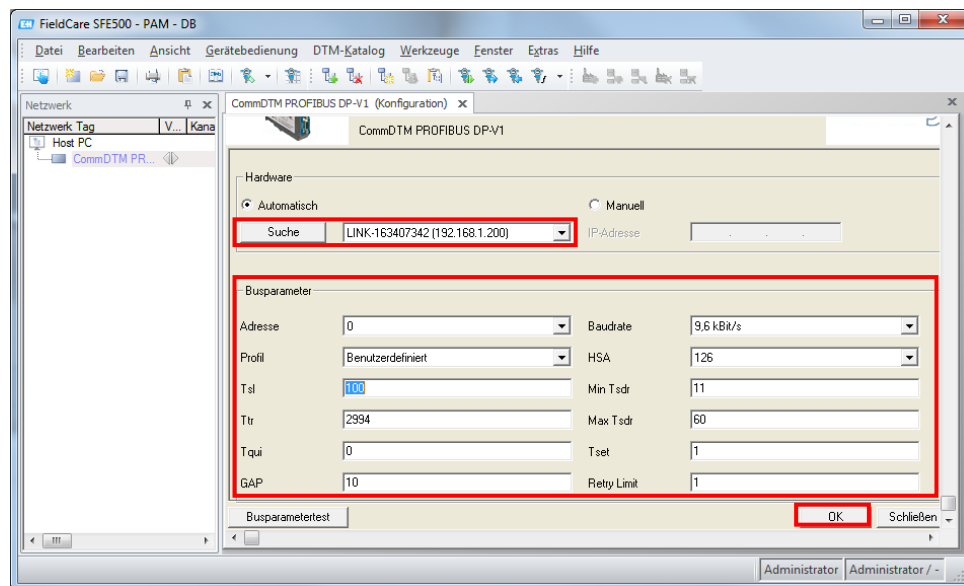 FieldCare SFE500 - PAM - DB
Datei Bearbeiten Ansicht Gerätebedienung DTM-Katalog Werkzeuge Fenster Extras Hilfe
Netzwerk
CommDTM PROFIBUS DP-V1 (Konfiguration)
Netzwerk Tag V... Kana
Host PC
CommDTM PR...
CommDTM PROFIBUS DP-V1
Hardware
Automatisch Manuell
Suche LINK-163407342 (192.168.1.200) IP-Adresse . . .
Busparameter
Adresse 0 Baudrate 9,6 kBit/s
Profil Benutzerdefiniert HSA 126
Tsl 100 Min Tsdr 11
Ttr 2994 Max Tsdr 60
Tqui 0 Tset 1
GAP 10 Retry Limit 1
Busparametertest OK Schließen
Administrator Administrator / -